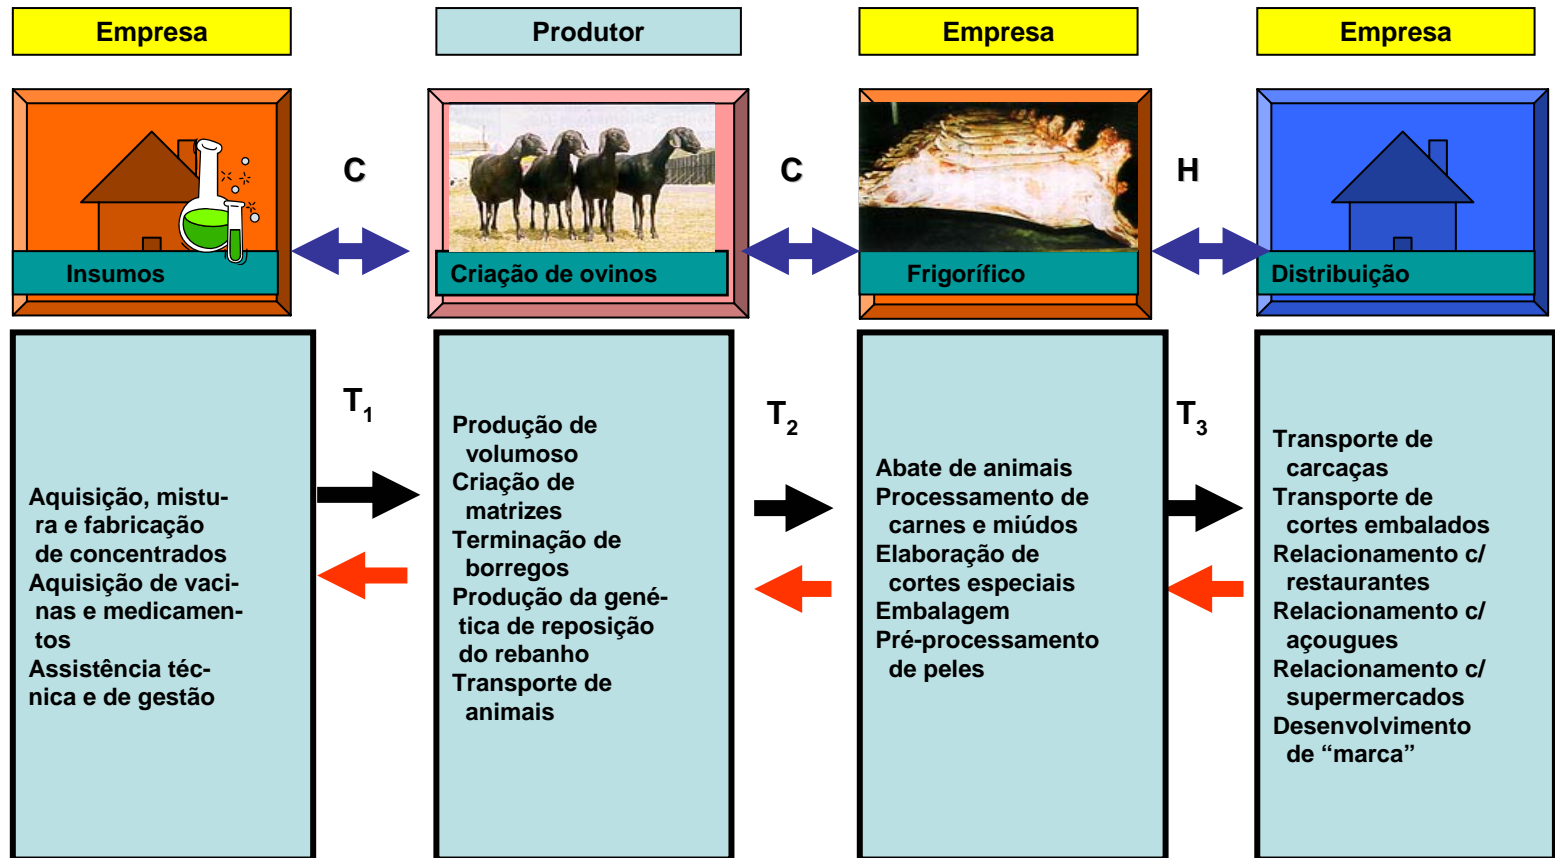 Empresa
Produtor
Empresa
Empresa
C
C
H
Insumos
Criação de ovinos
Frigorífico
Distribuição
T1
T2
T3
Aquisição, mistu-
ra e fabricação
de concentrados
Aquisição de vaci-
nas e medicamen-
tos
Assistência téc-
nica e de gestão
Produção de
volumoso
Criação de
matrizes
Terminação de
borregos
Produção da gené-
tica de reposição
do rebanho
Transporte de
animais
Abate de animais
Processamento de
carnes e miúdos
Elaboração de
cortes especiais
Embalagem
Pré-processamento
de peles
Transporte de
carcaças
Transporte de
cortes embalados
Relacionamento c/
restaurantes
Relacionamento c/
açougues
Relacionamento c/
supermercados
Desenvolvimento
de “marca”